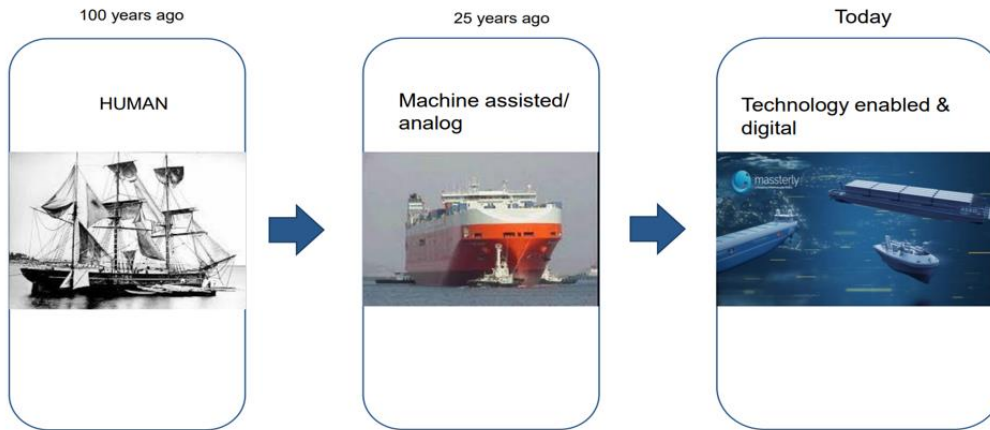 100 years ago
25 years ago
Today
HUMAN
Machine assisted/
analog
Technology enabled &
digital
massterly